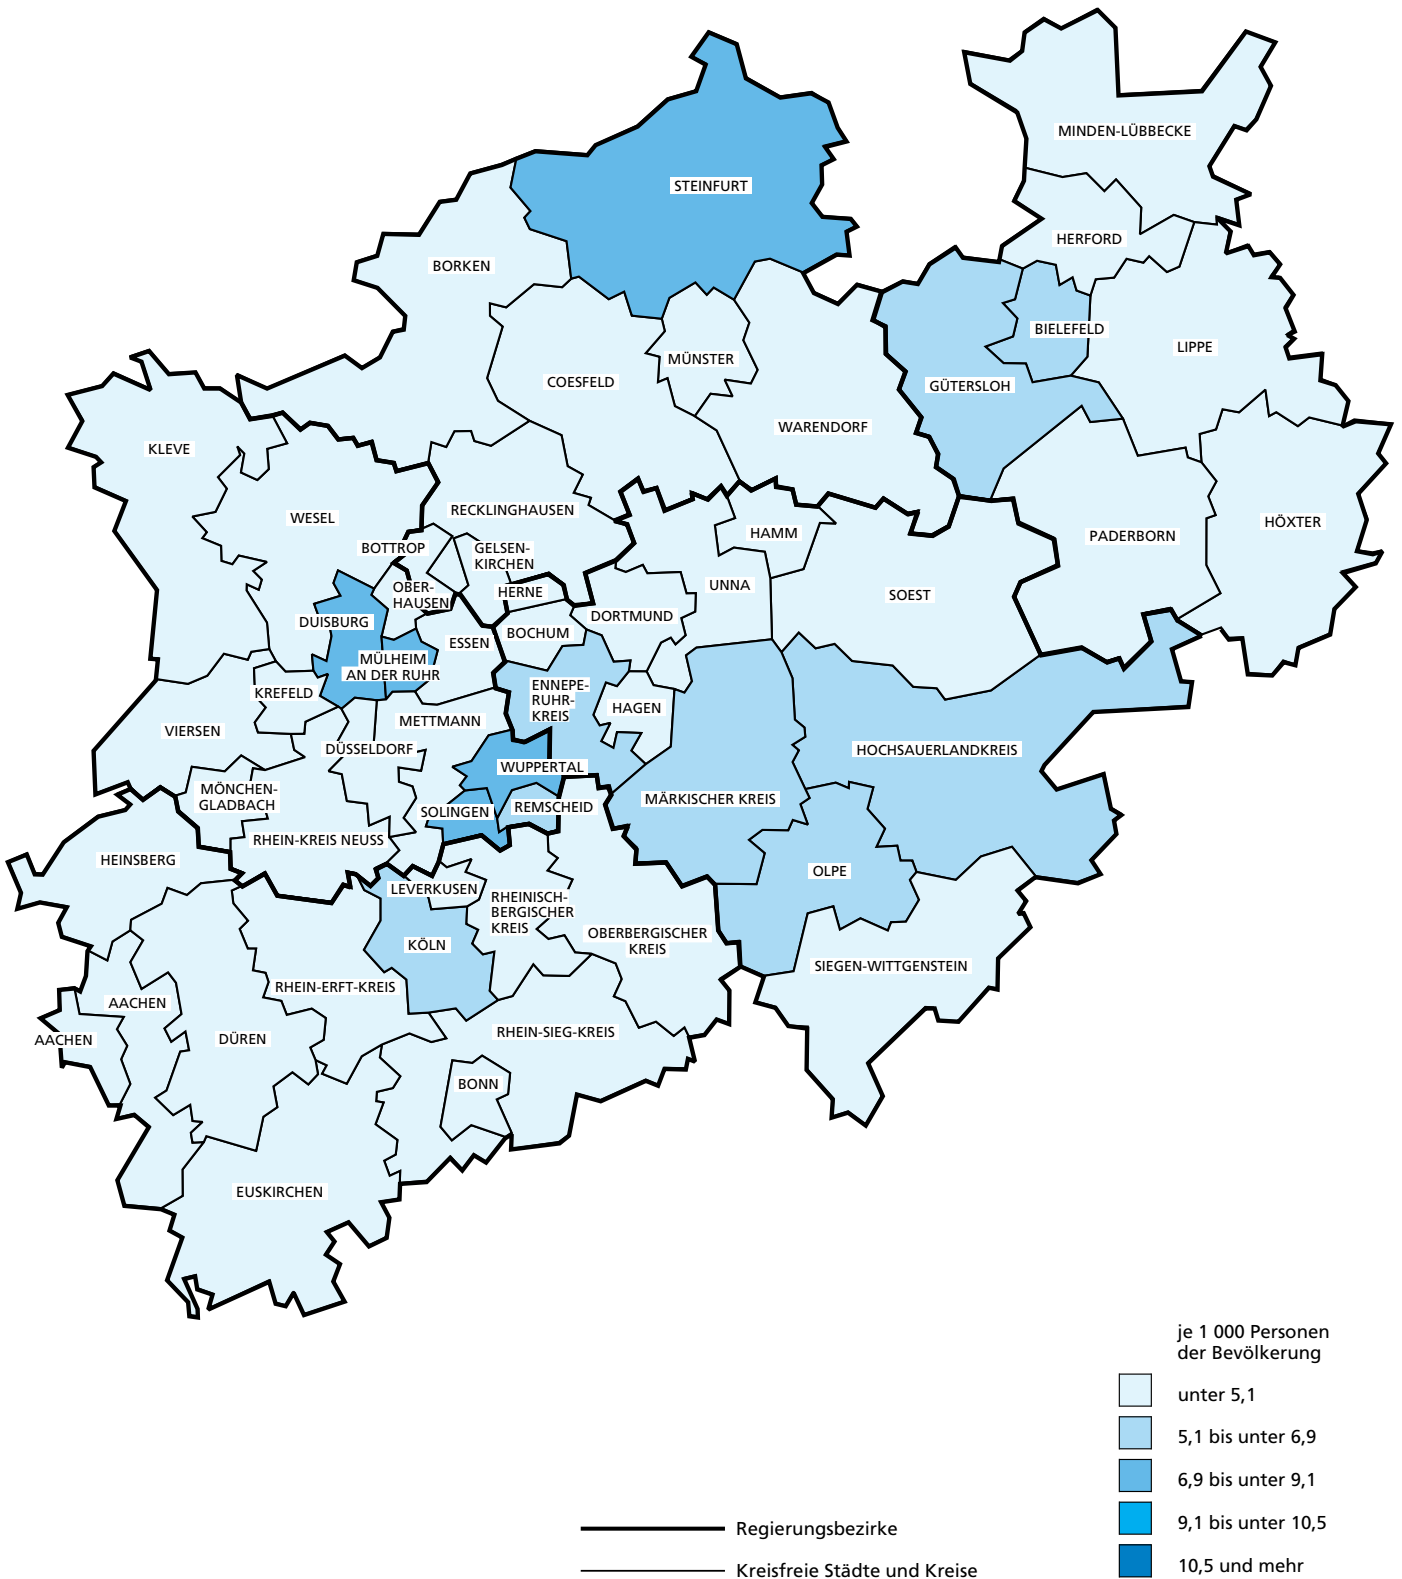 MINDEN-LÜBBECKE
STEINFURT
HERFORD
BORKEN
BIELEFELD
LIPPE
MÜNSTER
COESFELD
GÜTERSLOH
WARENDORF
KLEVE
RECKLINGHAUSEN
WESEL
HÖXTER
HAMM
PADERBORN
BOTTROP
GELSEN-
KIRCHEN
UNNA
OBER-
HAUSEN
HERNE
SOEST
DORTMUND
DUISBURG
BOCHUM
ESSEN
MÜLHEIM
AN DER RUHR
KREFELD
ENNEPE-
RUHR-
KREIS
HAGEN
METTMANN
VIERSEN
DÜSSELDORF
HOCHSAUERLANDKREIS
WUPPERTAL
MÖNCHEN-
GLADBACH
MÄRKISCHER KREIS
REMSCHEID
SOLINGEN
RHEIN-KREIS NEUSS
HEINSBERG
OLPE
LEVERKUSEN
RHEINISCH-
BERGISCHER
KREIS
OBERBERGISCHER
KREIS
KÖLN
SIEGEN-WITTGENSTEIN
RHEIN-ERFT-KREIS
AACHEN
RHEIN-SIEG-KREIS
AACHEN
DÜREN
BONN
EUSKIRCHEN
je 1 000 Personen
der Bevölkerung
unter 5,1
5,1 bis unter 6,9
6,9 bis unter 9,1
9,1 bis unter 10,5
10,5 und mehr
Regierungsbezirke
Kreisfreie Städte und Kreise